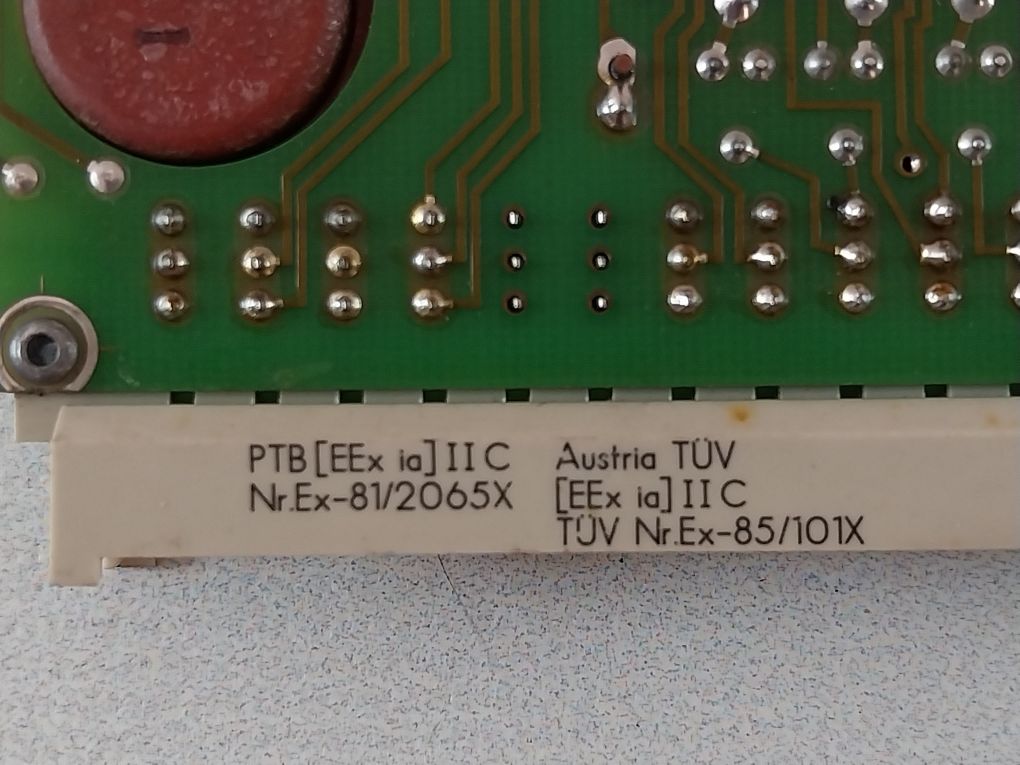 PTB [EEx ia] II C
Nr.Ex-81/2065X
Austria TÜV
[EEx ia] II C
TÜV Nr.Ex-85/101X